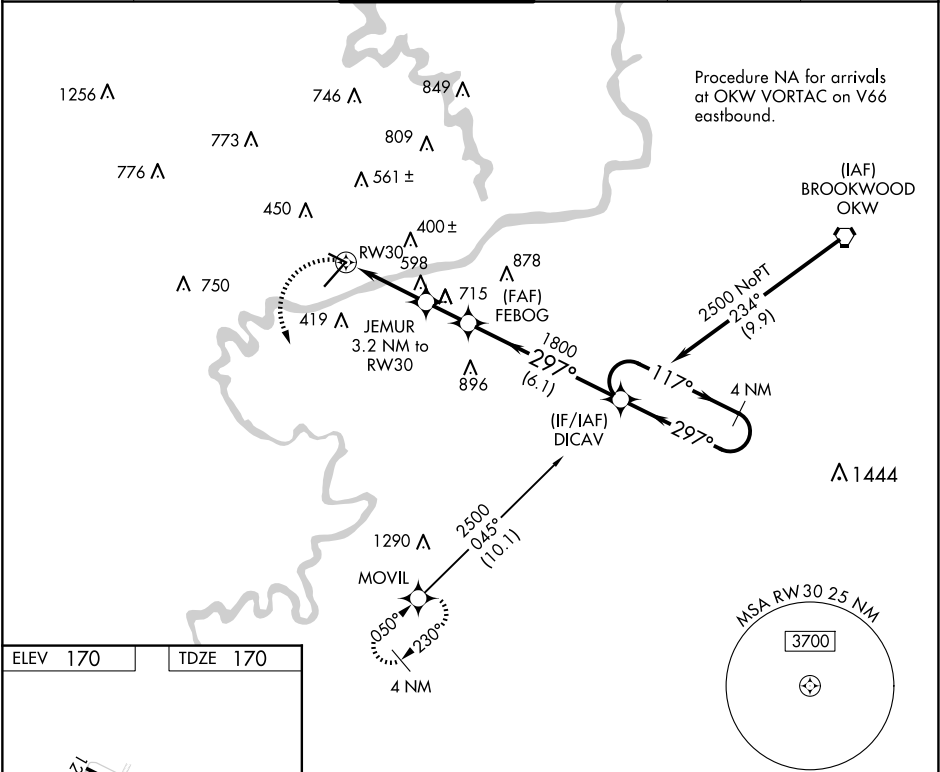 1256
746
849
Procedure NA for arrivals
at OKW VORTAC on V66
eastbound.
773
809
776
561 ±
(IAF)
BROOKWOOD
OKW
450
400 ±
RW30
598
878
750
715
(FAF)
FEBOG
2500 NoPT
234°
(9.9)
419
JEMUR
3.2 NM to
RW30
1800
297°
(6.1)
896
117°
4 NM
(IF/IAF)
DICAV
297°
1444
2500
045°
(10.1)
1290
MOVIL
050°
230°
4 NM
MSA RW30 25 NM
3700
ELEV 170
TDZE 170
12